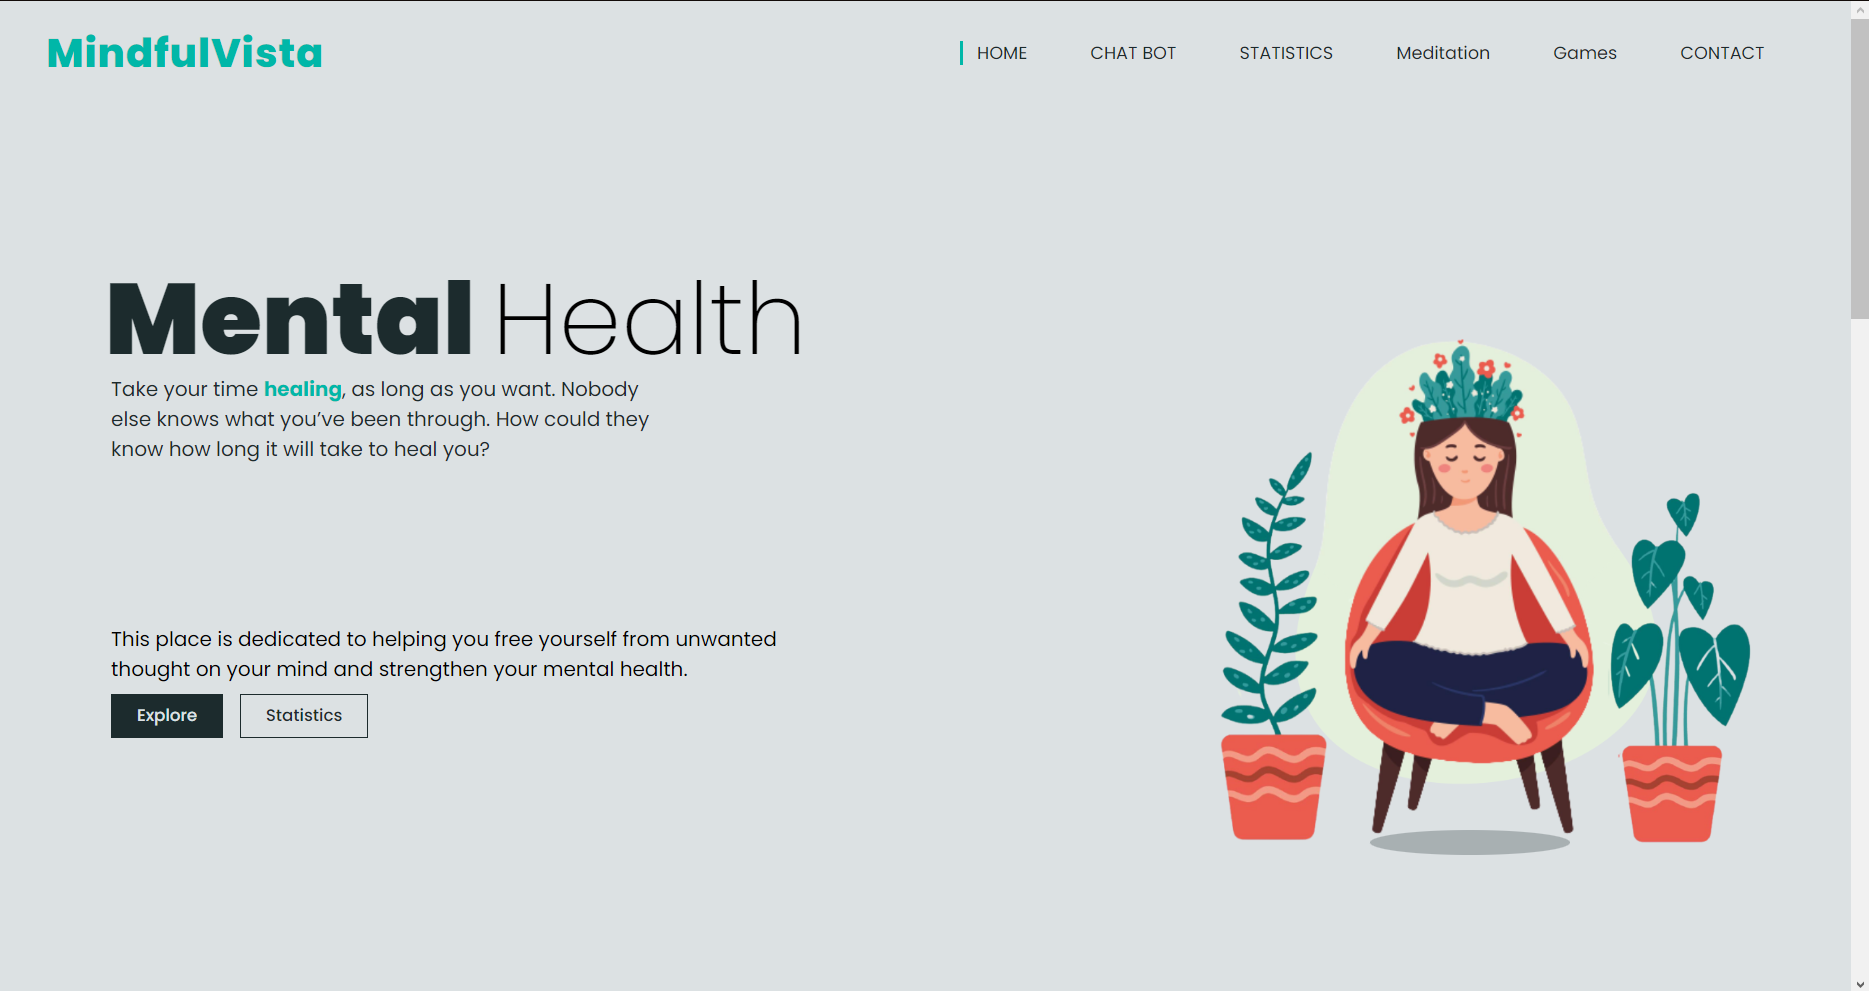 MindfulVista
HOME
CHAT BOT
STATISTICS
Meditation
Games
CONTACT
Mental Health
Take your time healing, as long as you want. Nobody
else knows what you’ve been through. How could they
know how long it will take to heal you?
This place is dedicated to helping you free yourself from unwanted
thought on your mind and strengthen your mental health.
Explore
Statistics